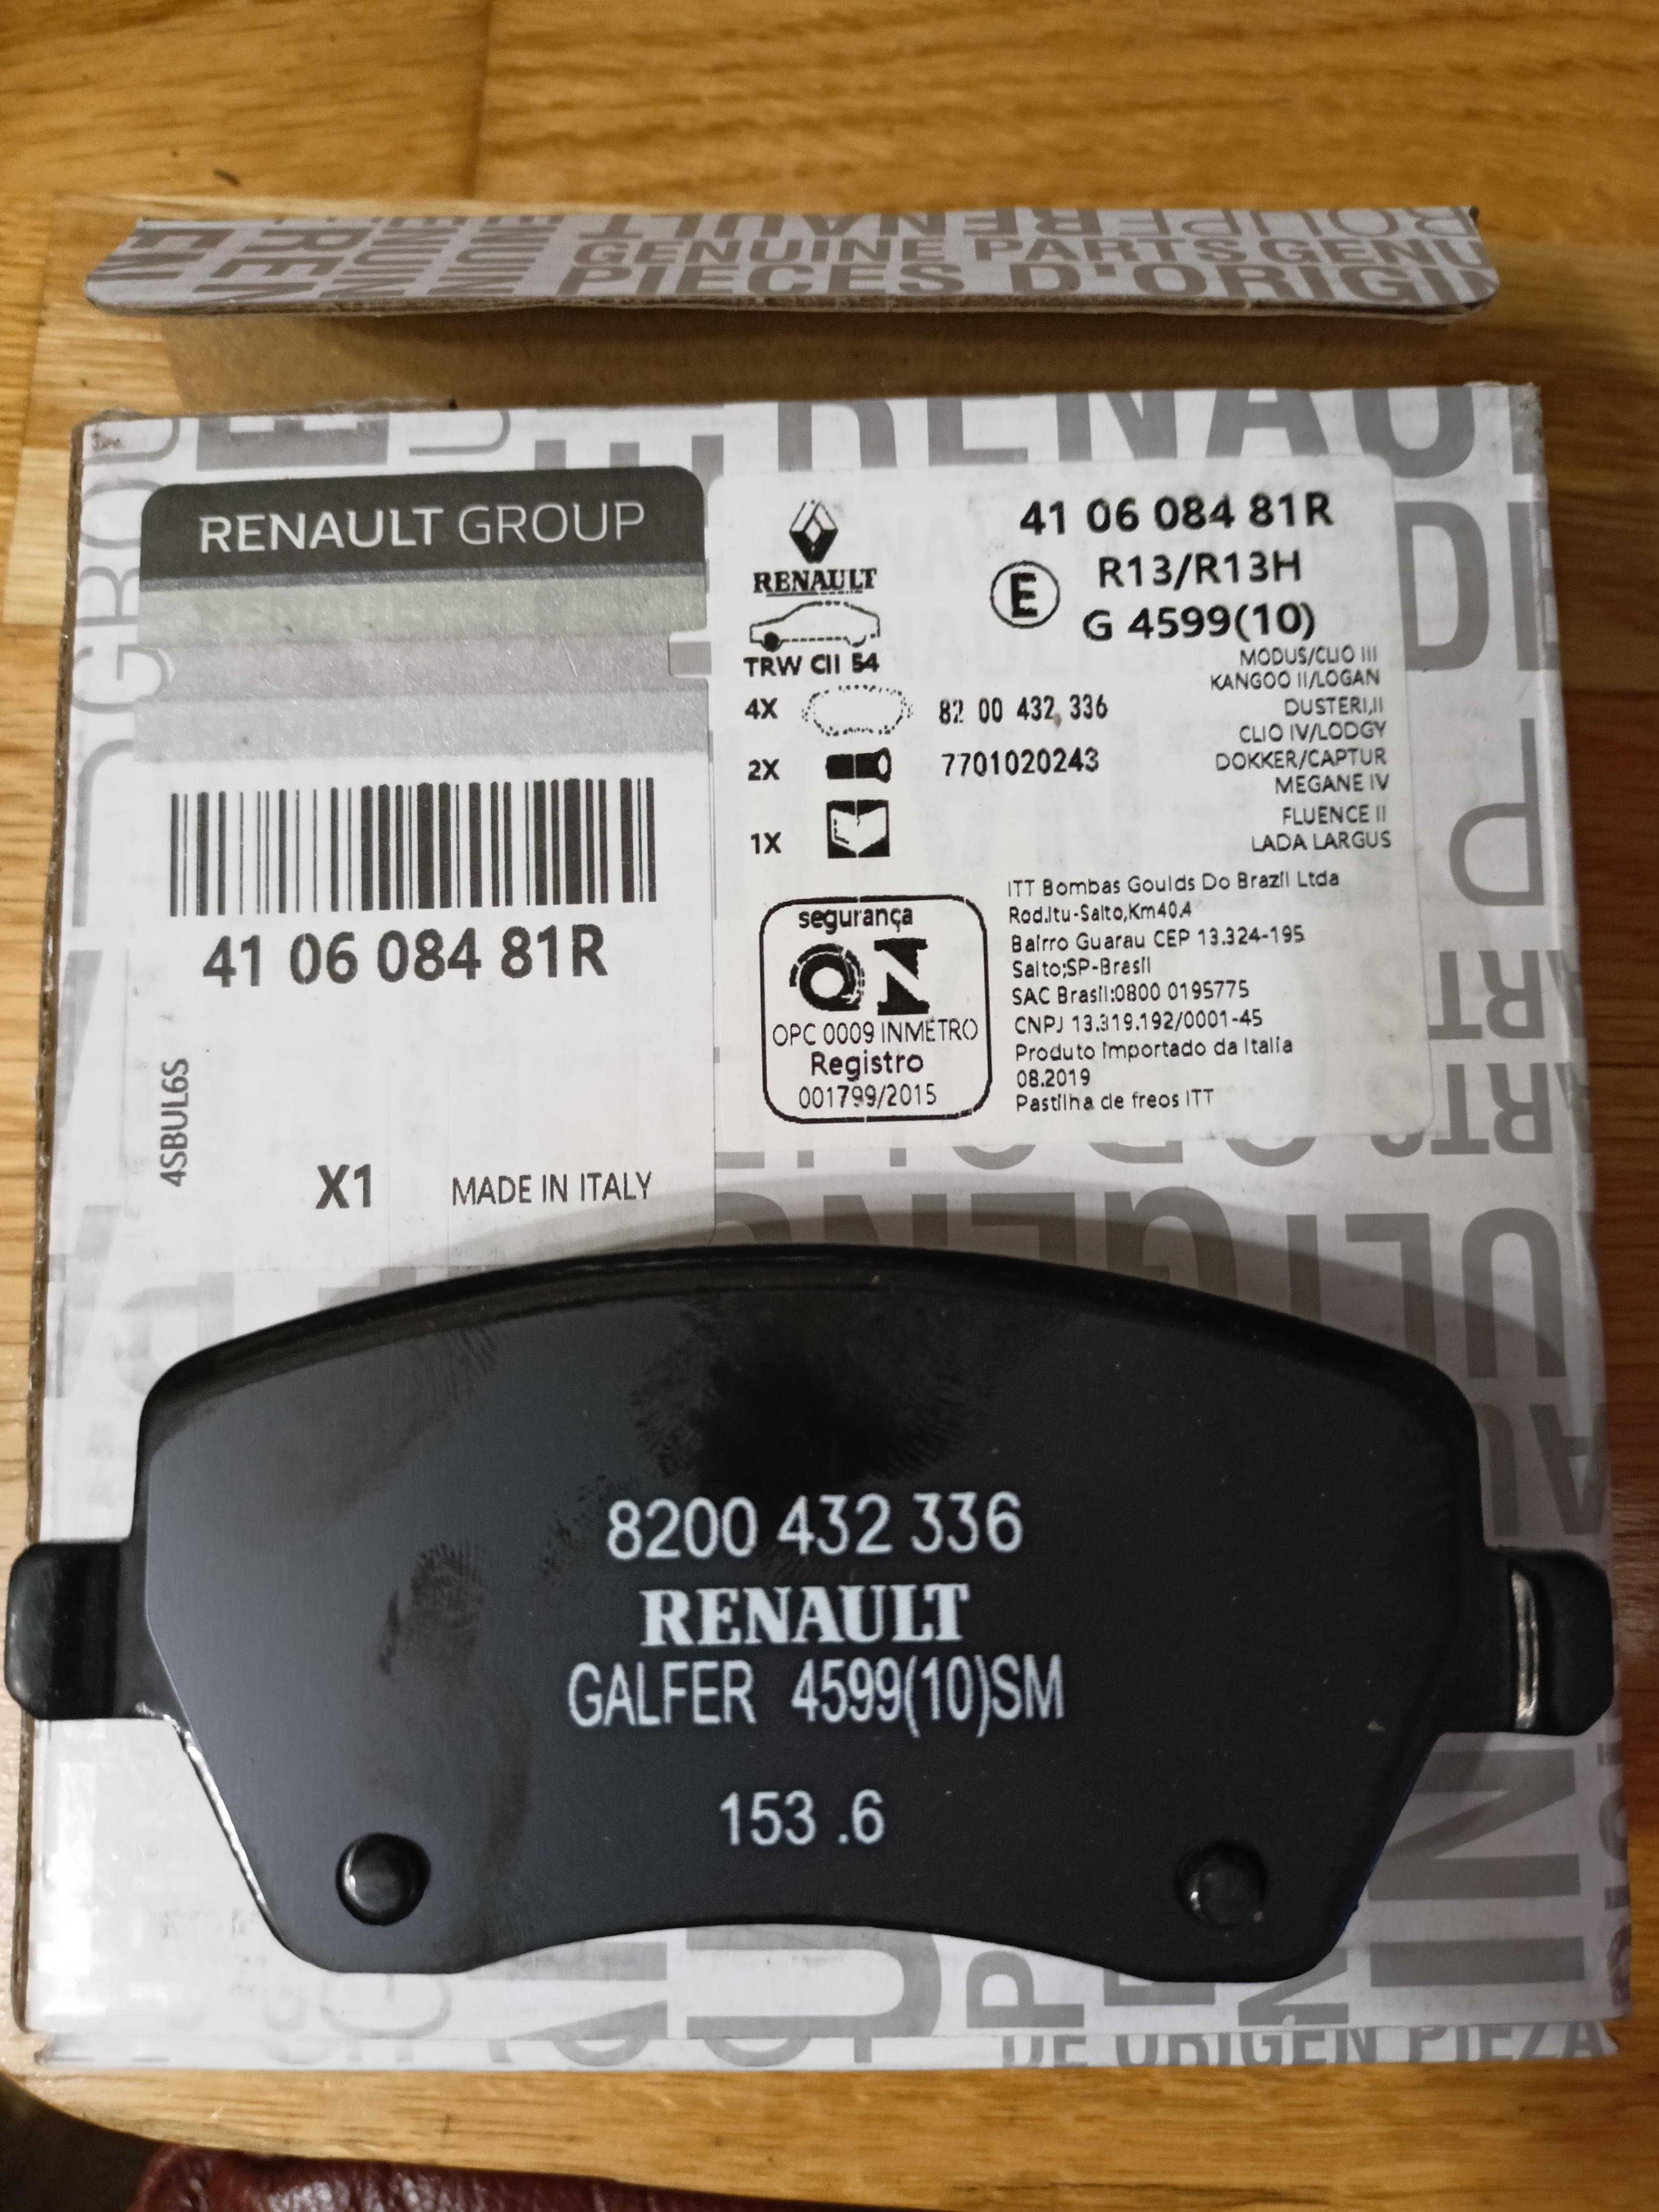 GENUINE PARTS GENU
PIECES D'ORIGIN
RENAU
RENAULT GROUP
41 06 084 81R
4SBUL6S
X1 MADE IN ITALY
RENAULT
41 06 084 81R
E
R13/R13H
G 4599(10)
TRW CII 54
4X 82 00 432 336
2X 7701020243
1X
MODUS/CLIO III
KANGOO II/LOGAN
DUSTERI,II
CLIO IV/LODGY
DOKKER/CAPTUR
MEGANE IV
FLUENCE II
LADA LARGUS
segurança
OPC 0009 INMETRO
Registro
001799/2015
ITT Bombas Goulds Do Brazil Ltda
Rod.Itu-Salto,Km40.4
Bairro Guarau CEP 13.324-195
Salto;SP-Brasil
SAC Brasil:0800 0195775
CNPJ 13.319.192/0001-45
Produto importado da Italia
08.2019
Pastilha de freos ITT
8200 432 336
RENAULT
GALFER 4599(10)SM
153 .6
DE ORIGEN PIEZA